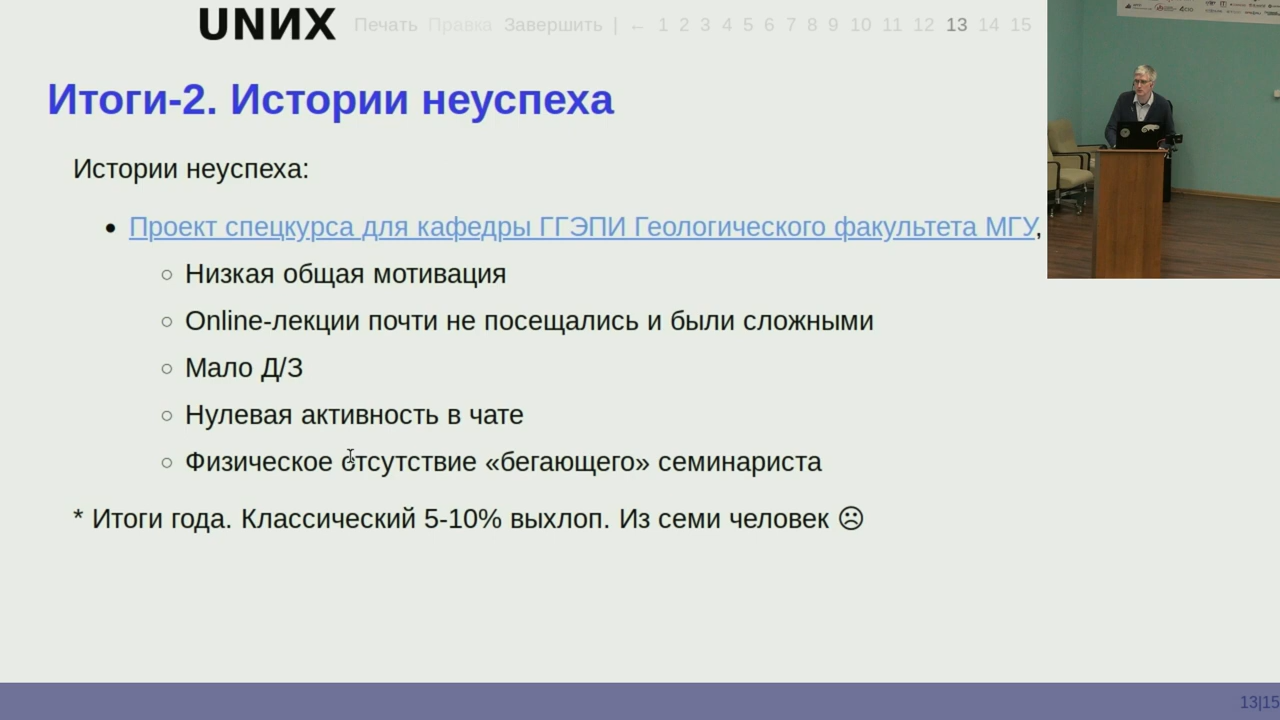 UNИX Печать Правка Завершить | ← 1 2 3 4 5 6 7 8 9 10 11 12 13 14 15
Итоги-2. Истории неуспеха
Истории неуспеха:
• Проект спецкурса для кафедры ГГЭПИ Геологического факультета МГУ,
○ Низкая общая мотивация
○ Online-лекции почти не посещались и были сложными
○ Мало Д/З
○ Нулевая активность в чате
○ Физическое отсутствие «бегающего» семинариста
* Итоги года. Классический 5-10% выхлоп. Из семи человек ☹
13|15